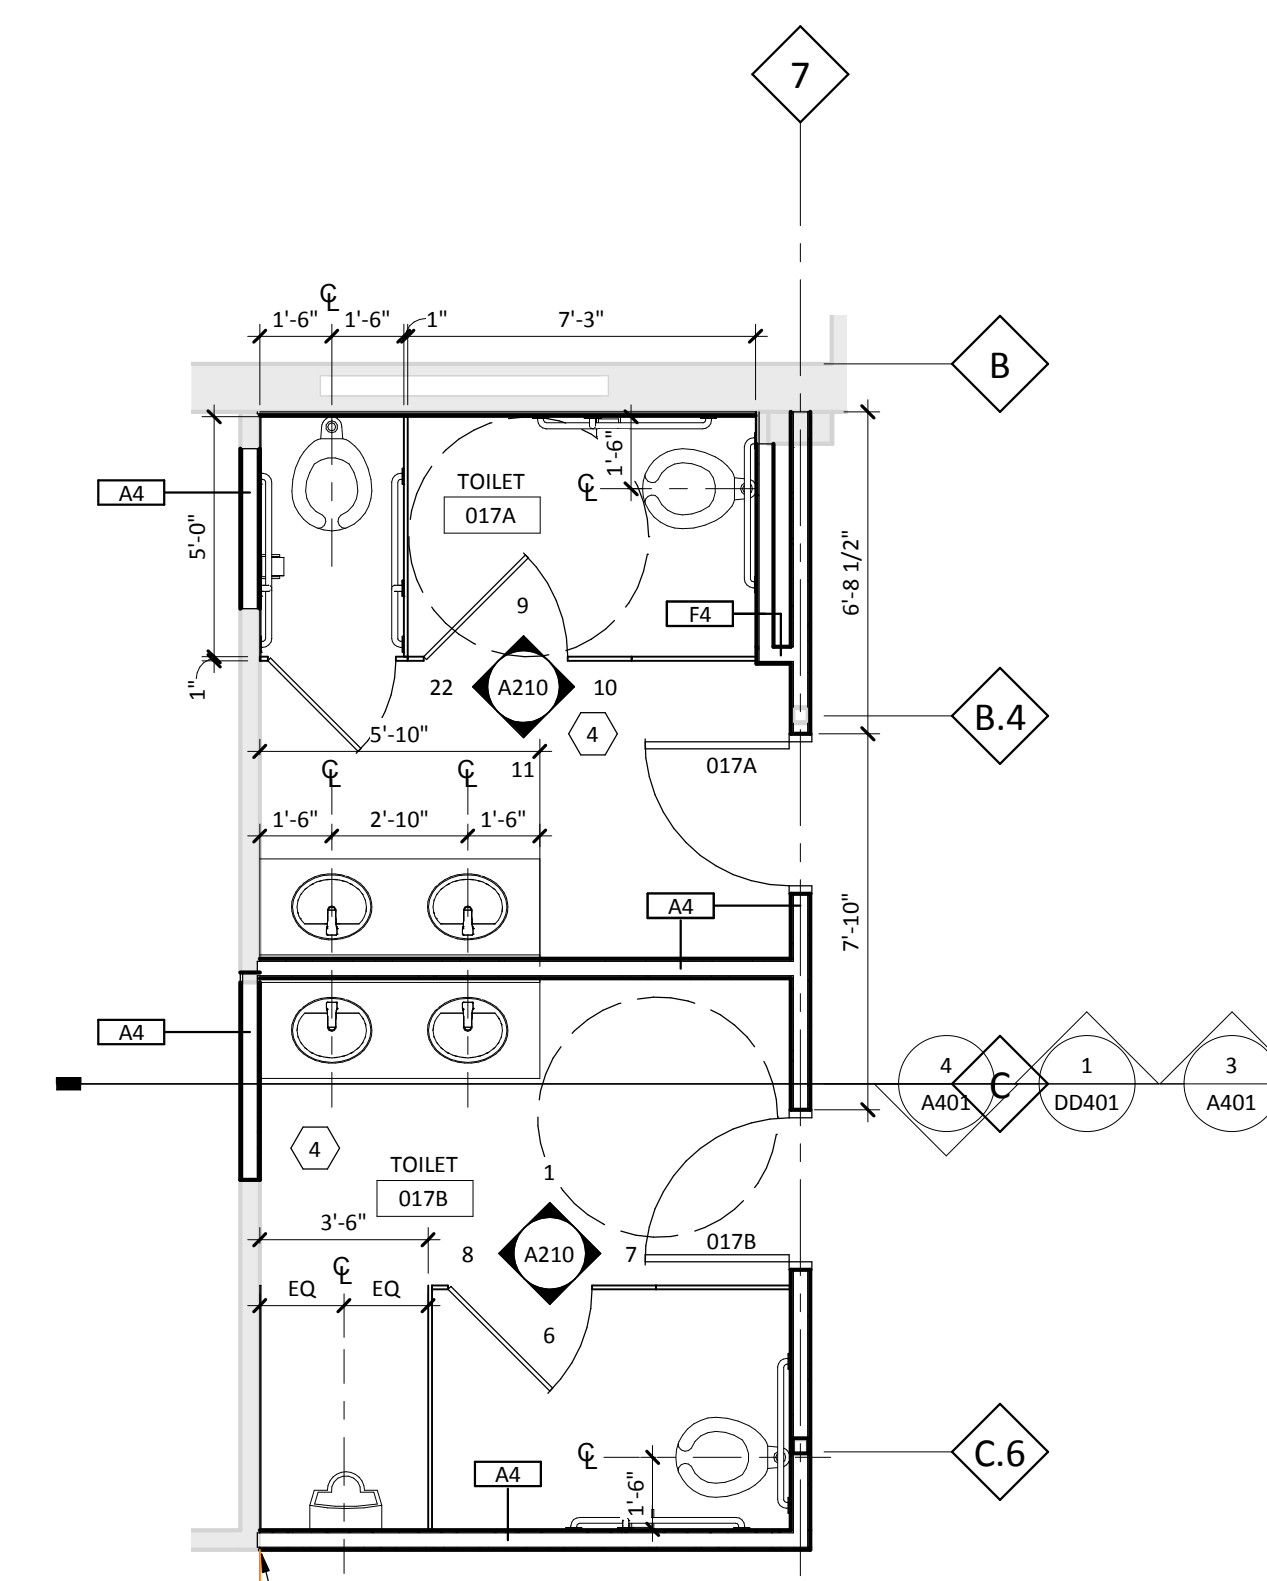 7
℄
1'-6" 1'-6" 1" 7'-3"
B
1'-6"
TOILET
017A
℄
A4
5'-0"
6'-8 1/2"
9
F4
1"
22 A210 10
4
B.4
5'-10"
℄ ℄ 11
017A
1'-6" 2'-10" 1'-6"
A4
7'-10"
A4
4
A401
C
1
DD401
3
A401
4
TOILET
017B
1
3'-6"
017B
8 A210 7
℄
EQ EQ
6
℄
C.6
A4
1'-6"